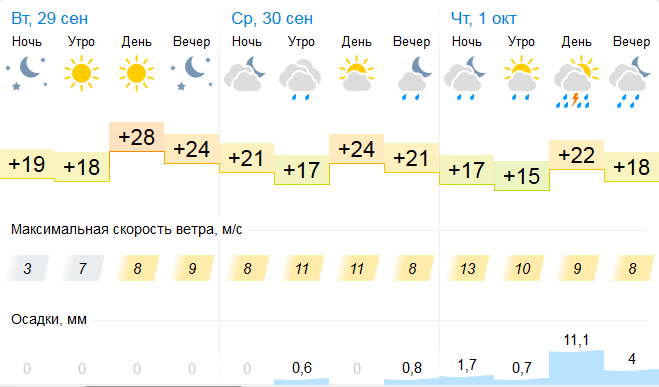 Вт, 29 сен Ср, 30 сен Чт, 1 окт
Ночь Утро День Вечер Ночь Утро День Вечер Ночь Утро День Вечер
+19 +18 +28 +24 +21 +17 +24 +21 +17 +15 +22 +18
Максимальная скорость ветра, м/с
3 7 8 9 8 11 11 8 13 10 9 8
Осадки, мм
0 0 0 0 0 0,6 0 0,8 1,7 0,7 11,1 4